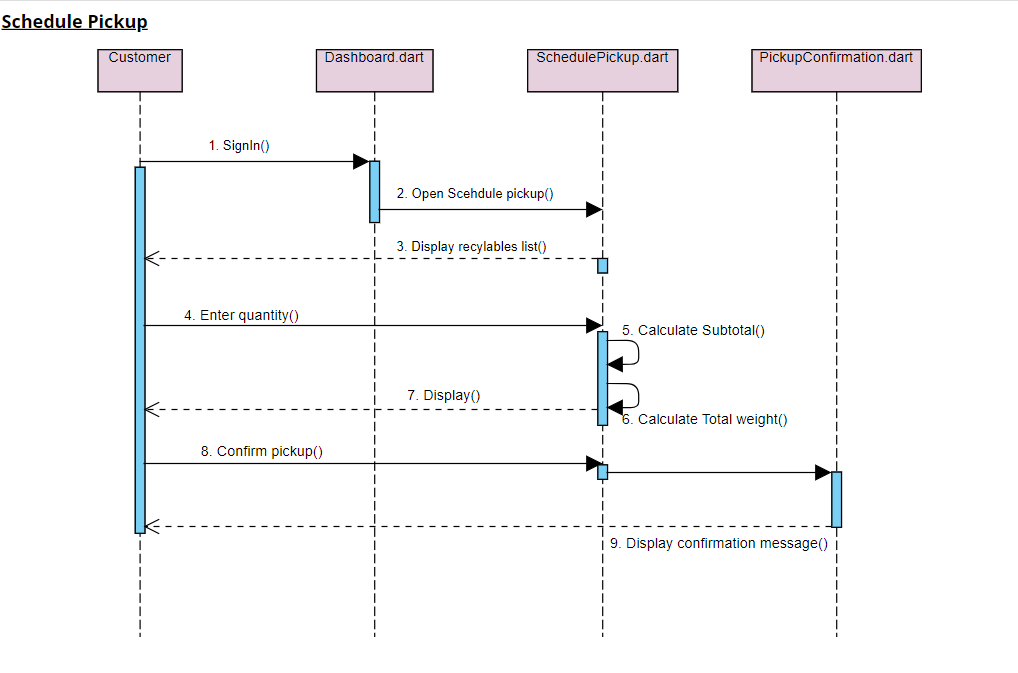 Schedule Pickup
Customer
Dashboard.dart
SchedulePickup.dart
PickupConfirmation.dart
1. SignIn()
2. Open Scehdule pickup()
3. Display recylables list()
4. Enter quantity()
5. Calculate Subtotal()
7. Display()
6. Calculate Total weight()
8. Confirm pickup()
9. Display confirmation message()